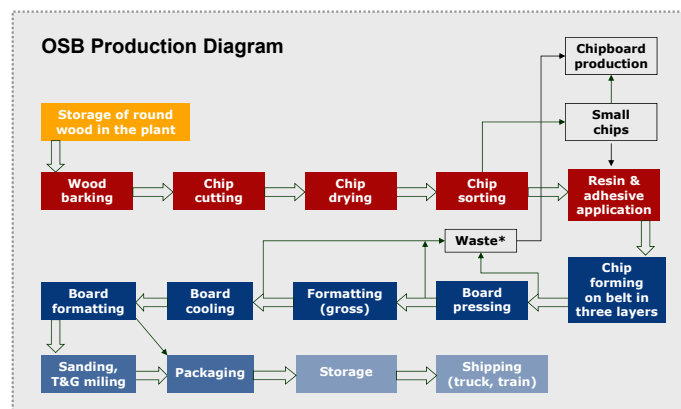 OSB Production Diagram
Chipboard
production
Storage of round
wood in the plant
Small
chips
Wood
barking
Chip
cutting
Chip
drying
Chip
sorting
Resin &
adhesive
application
Waste*
Board
formatting
Board
cooling
Formatting
(gross)
Board
pressing
Chip
forming
on belt in
three layers
Sanding,
T&G miling
Packaging
Storage
Shipping
(truck, train)